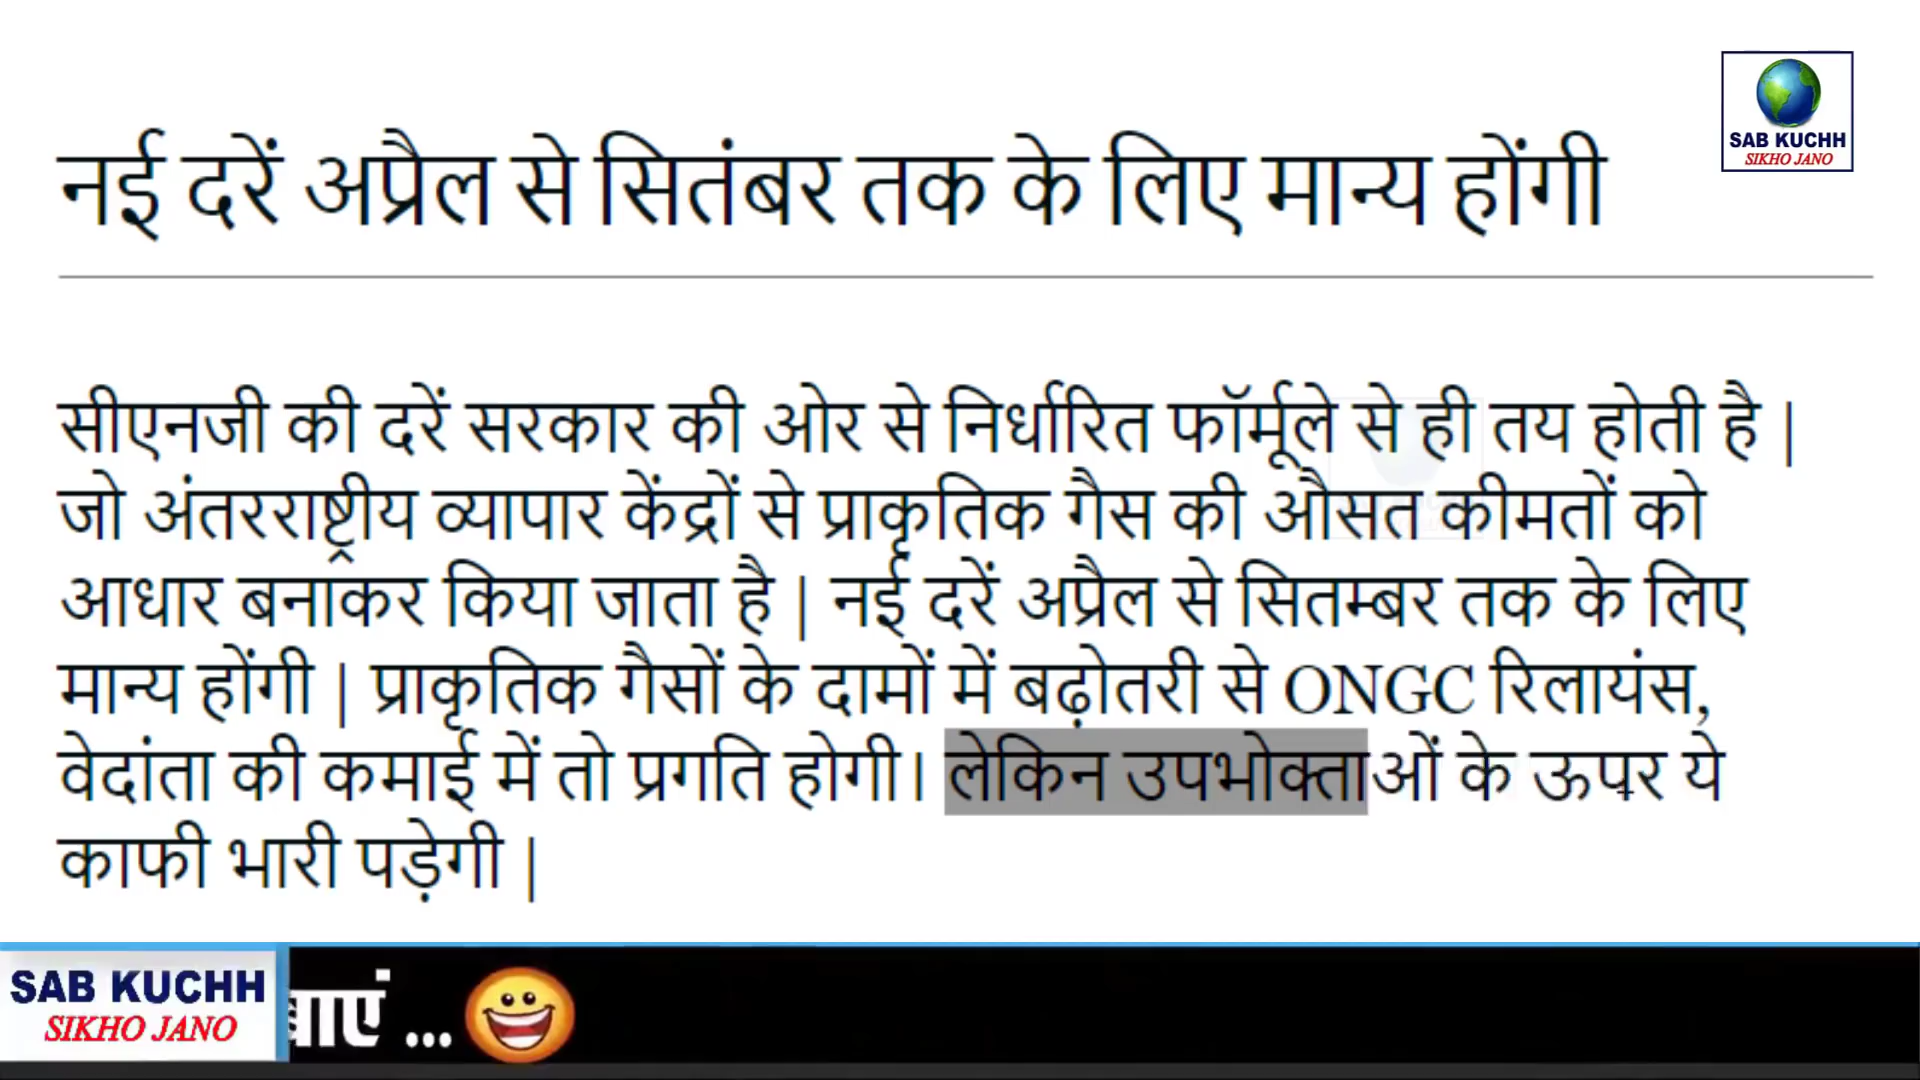 SAB KUCHH
SIKHO JANO
नई दरें अप्रैल से सितंबर तक के लिए मान्य होंगी
सीएनजी की दरें सरकार की ओर से निर्धारित फॉर्मूले से ही तय होती है |
जो अंतरराष्ट्रीय व्यापार केंद्रों से प्राकृतिक गैस की औसत कीमतों को
आधार बनाकर किया जाता है | नई दरें अप्रैल से सितम्बर तक के लिए
मान्य होंगी | प्राकृतिक गैसों के दामों में बढ़ोतरी से ONGC रिलायंस,
वेदांता की कमाई में तो प्रगति होगी। लेकिन उपभोक्ताओं के ऊपर ये
काफी भारी पड़ेगी |
SAB KUCHH
SIKHO JANO
...